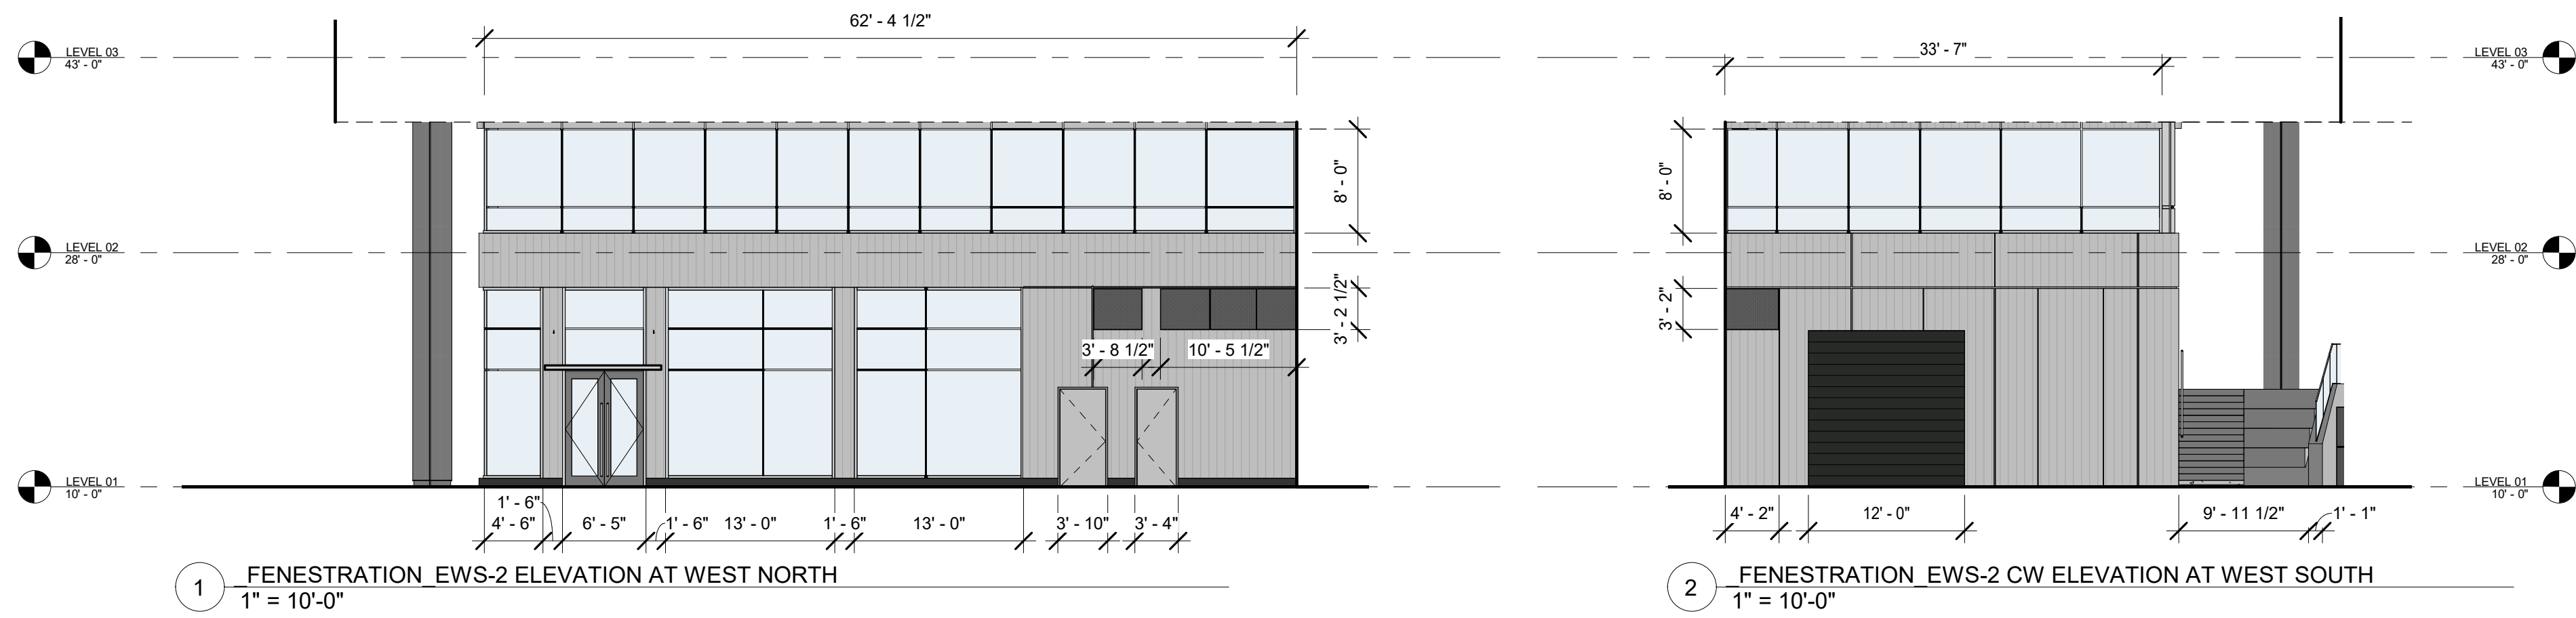 62' - 4 1/2"
LEVEL 03
43' - 0"
8' - 0"
LEVEL 02
28' - 0"
3' - 2 1/2"
3' - 8 1/2"
10' - 5 1/2"
LEVEL 01
10' - 0"
1' - 6"
4' - 6"
6' - 5"
1' - 6"
13' - 0"
1' - 6"
13' - 0"
3' - 10"
3' - 4"
1
_FENESTRATION_EWS-2 ELEVATION AT WEST NORTH
1" = 10'-0"
33' - 7"
LEVEL 03
43' - 0"
8' - 0"
LEVEL 02
28' - 0"
3' - 2"
LEVEL 01
10' - 0"
4' - 2"
12' - 0"
9' - 11 1/2"
1' - 1"
2
_FENESTRATION_EWS-2 CW ELEVATION AT WEST SOUTH
1" = 10'-0"